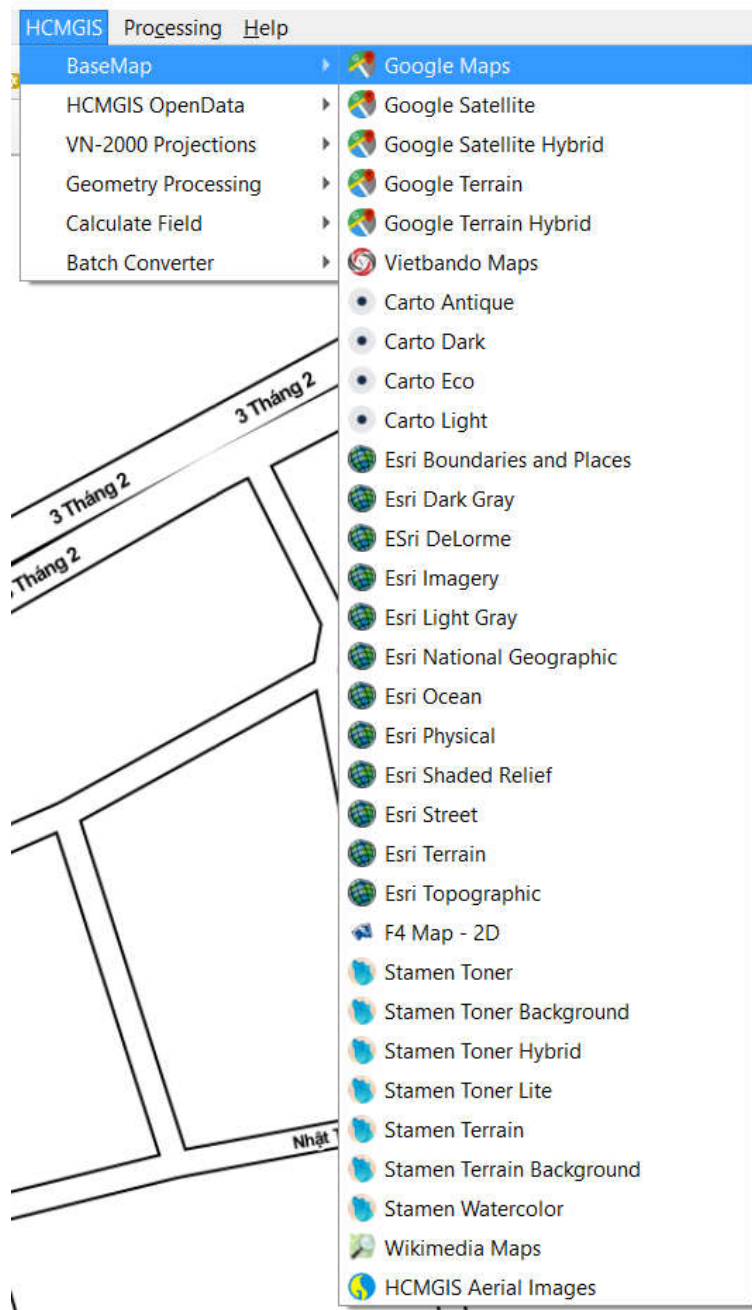 HCMGIS Processing Help
BaseMap
HCMGIS OpenData
VN-2000 Projections
Geometry Processing
Calculate Field
Batch Converter
Google Maps
Google Satellite
Google Satellite Hybrid
Google Terrain
Google Terrain Hybrid
Vietbando Maps
Carto Antique
Carto Dark
Carto Eco
Carto Light
Esri Boundaries and Places
Esri Dark Gray
ESri DeLorme
Esri Imagery
Esri Light Gray
Esri National Geographic
Esri Ocean
Esri Physical
Esri Shaded Relief
Esri Street
Esri Terrain
Esri Topographic
F4 Map - 2D
Stamen Toner
Stamen Toner Background
Stamen Toner Hybrid
Stamen Toner Lite
Stamen Terrain
Stamen Terrain Background
Stamen Watercolor
Wikimedia Maps
HCMGIS Aerial Images
3 Tháng 2
3 Tháng 2
Tháng 2
Nhật